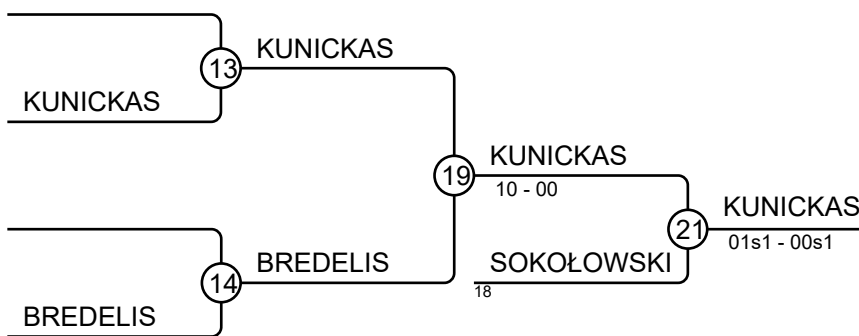 KUNICKAS
13
KUNICKAS
KUNICKAS
19
10 - 00
KUNICKAS
21
01s1 - 00s1
BREDELIS
SOKOŁOWSKI
14
18
BREDELIS